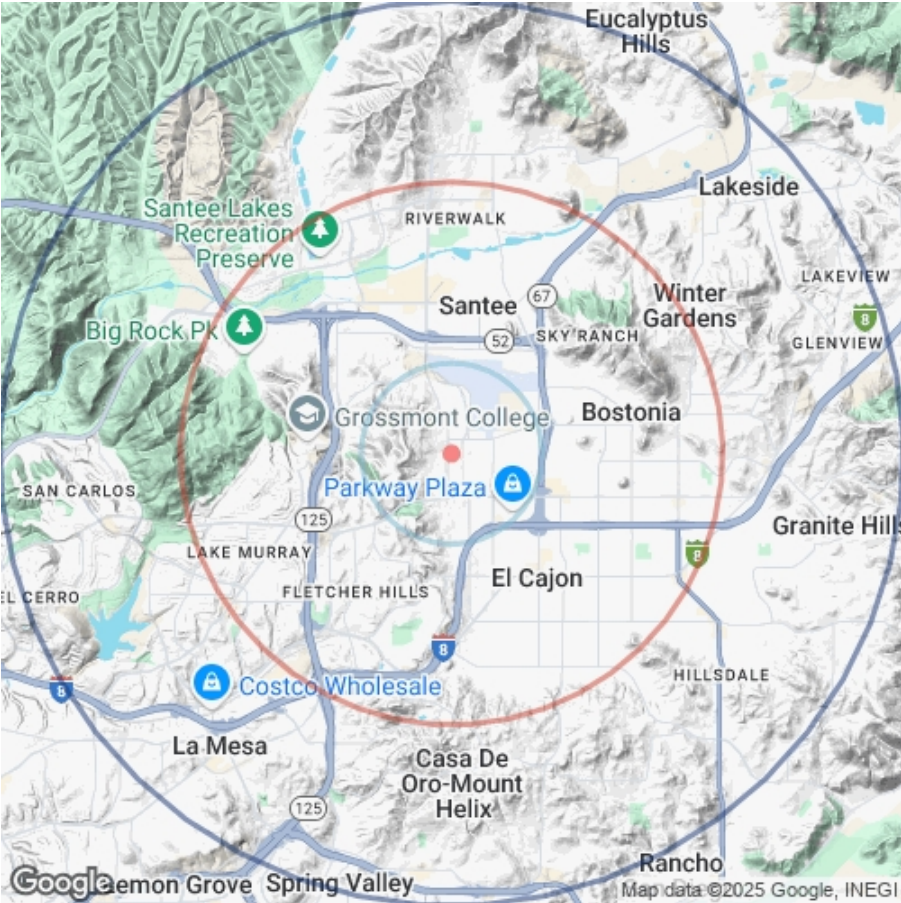 Eucalyptus
Hills
Lakeside
Santee Lakes
Recreation
Preserve
RIVERWALK
LAKEVIEW
Winter
Gardens
67
Santee
8
Big Rock Pk
52
SKY RANCH
GLENVIEW
Grossmont College
Bostonia
Parkway Plaza
SAN CARLOS
125
Granite Hills
LAKE MURRAY
8
EL CERRO
FLETCHER HILLS
El Cajon
8
HILLSDALE
8
Costco Wholesale
La Mesa
Casa De
Oro-Mount
Helix
125
Rancho
Google
emon Grove
Spring Valley
Map data ©2025 Google, INEGI